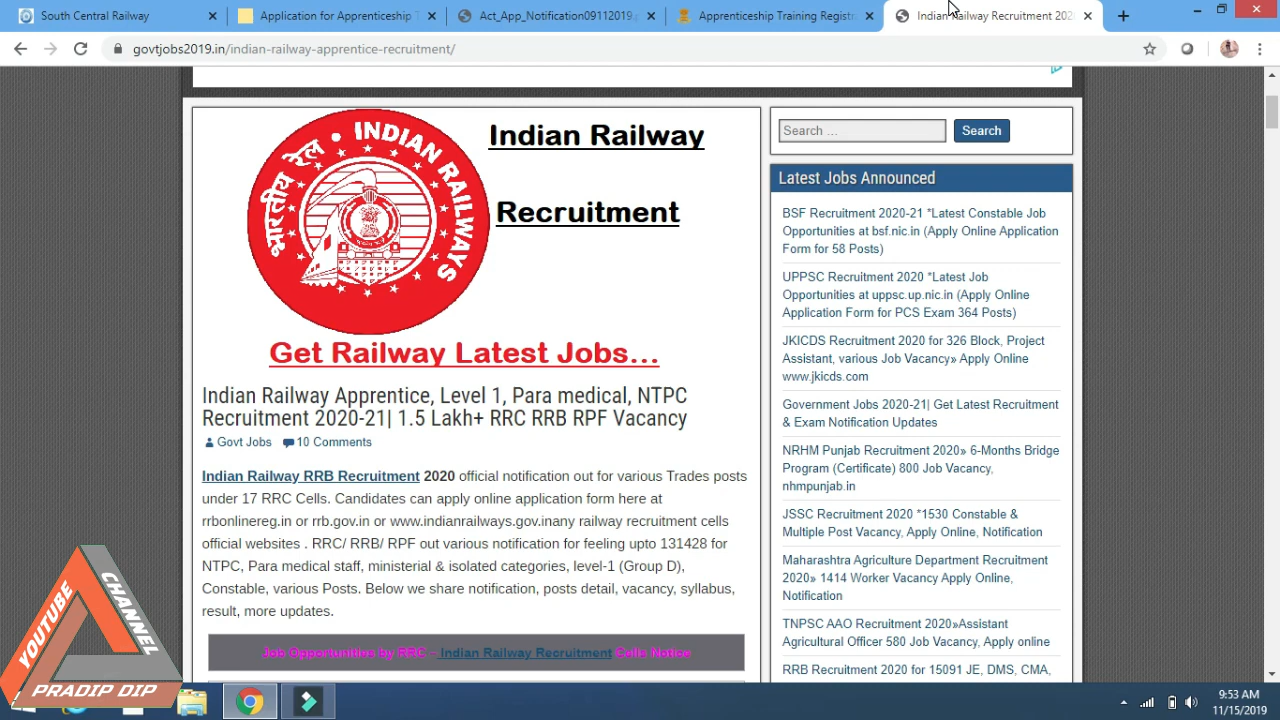 South Central Railway
Application for Apprenticeship T
Act_App_Notification09112019.p
Apprenticeship Training Registra
Indian Railway Recruitment 202
govtjobs2019.in/indian-railway-apprentice-recruitment/
भारतीय रेल • INDIAN RAILWAYS
Indian Railway
Recruitment
Get Railway Latest Jobs...
Indian Railway Apprentice, Level 1, Para medical, NTPC
Recruitment 2020-21| 1.5 Lakh+ RRC RRB RPF Vacancy
Govt Jobs 10 Comments
Indian Railway RRB Recruitment 2020 official notification out for various Trades posts
under 17 RRC Cells. Candidates can apply online application form here at
rrbonlinereg.in or rrb.gov.in or www.indianrailways.gov.inany railway recruitment cells
official websites . RRC/ RRB/ RPF out various notification for feeling upto 131428 for
NTPC, Para medical staff, ministerial & isolated categories, level-1 (Group D),
Constable, various Posts. Below we share notification, posts detail, vacancy, syllabus,
result, more updates.
Job Opportunities by RRC – Indian Railway Recruitment Calls Notice
Search ...
Search
Latest Jobs Announced
BSF Recruitment 2020-21 *Latest Constable Job
Opportunities at bsf.nic.in (Apply Online Application
Form for 58 Posts)
UPPSC Recruitment 2020 *Latest Job
Opportunities at uppsc.up.nic.in (Apply Online
Application Form for PCS Exam 364 Posts)
JKICDS Recruitment 2020 for 326 Block, Project
Assistant, various Job Vacancy» Apply Online
www.jkicds.com
Government Jobs 2020-21| Get Latest Recruitment
& Exam Notification Updates
NRHM Punjab Recruitment 2020» 6-Months Bridge
Program (Certificate) 800 Job Vacancy,
nhmpunjab.in
JSSC Recruitment 2020 *1530 Constable &
Multiple Post Vacancy, Apply Online, Notification
Maharashtra Agriculture Department Recruitment
2020» 1414 Worker Vacancy Apply Online,
Notification
TNPSC AAO Recruitment 2020»Assistant
Agricultural Officer 580 Job Vacancy, Apply online
RRB Recruitment 2020 for 15091 JE, DMS, CMA,
YOUTUBE
CHANNEL
PRADIP DIP
9:53 AM
11/15/2019